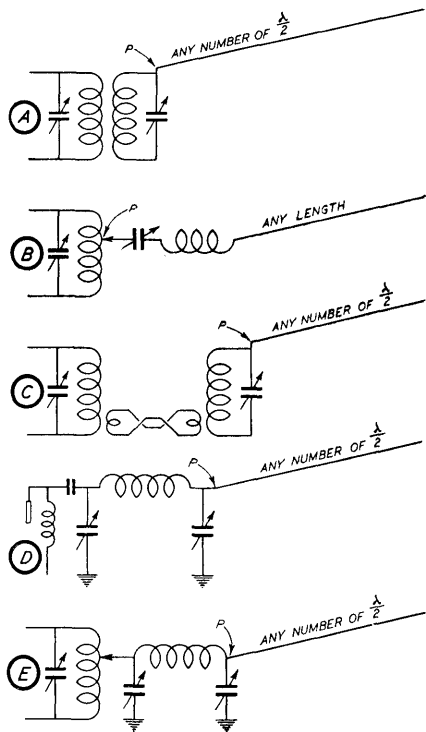 P
ANY NUMBER OF λ/2
A
P
ANY LENGTH
B
P
ANY NUMBER OF λ/2
C
P
ANY NUMBER OF λ/2
D
P
ANY NUMBER OF λ/2
E